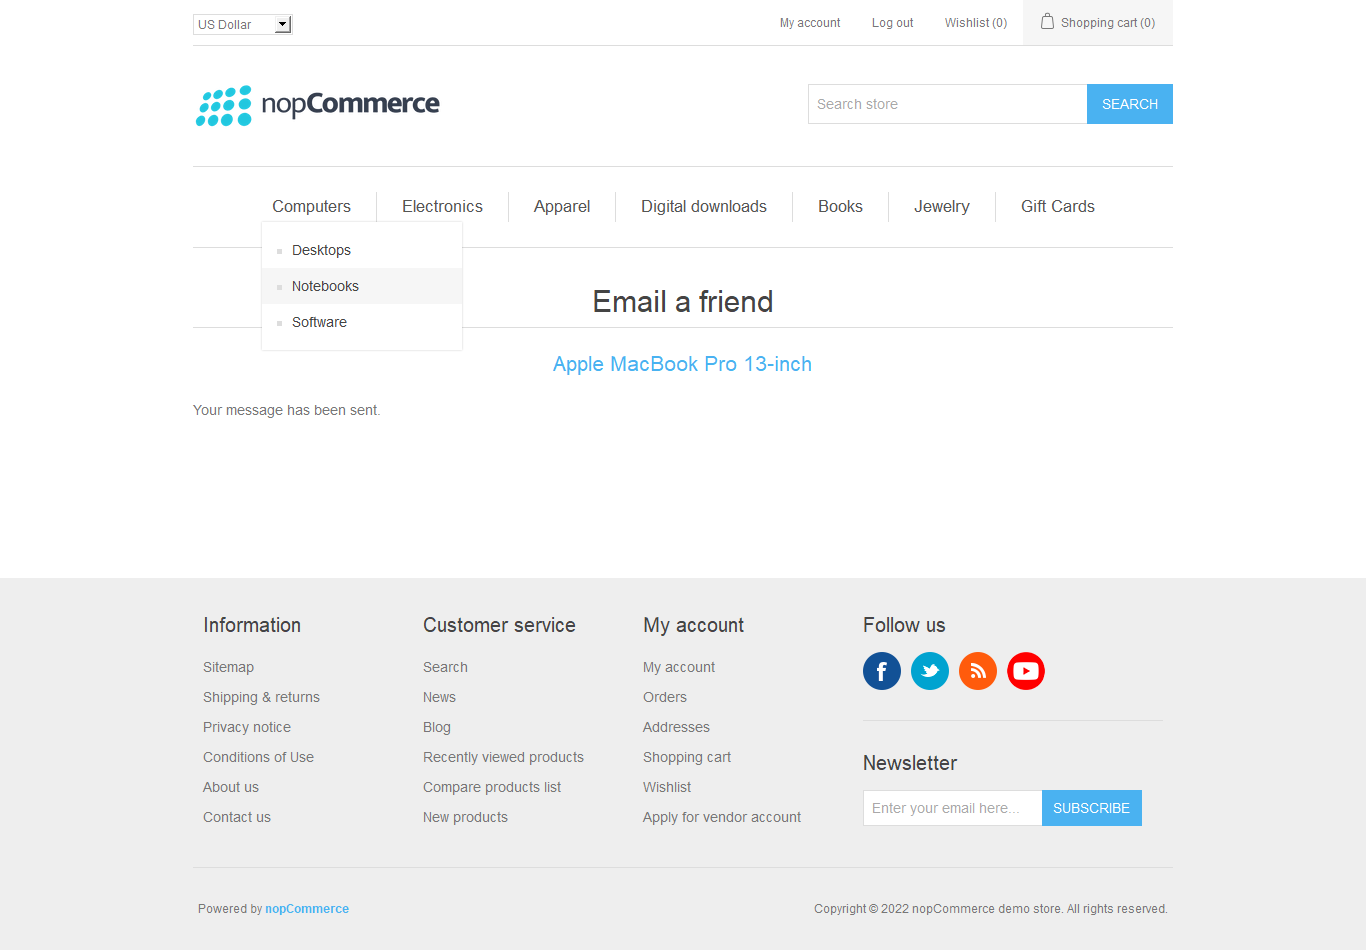 US Dollar
My account
Log out
Wishlist (0)
Shopping cart (0)
nopCommerce
Search store
SEARCH
Computers
Electronics
Apparel
Digital downloads
Books
Jewelry
Gift Cards
Desktops
Notebooks
Software
Email a friend
Apple MacBook Pro 13-inch
Your message has been sent.
Information
Sitemap
Shipping & returns
Privacy notice
Conditions of Use
About us
Contact us
Customer service
Search
News
Blog
Recently viewed products
Compare products list
New products
My account
My account
Orders
Addresses
Shopping cart
Wishlist
Apply for vendor account
Follow us
Newsletter
Enter your email here...
SUBSCRIBE
Powered by nopCommerce
Copyright © 2022 nopCommerce demo store. All rights reserved.